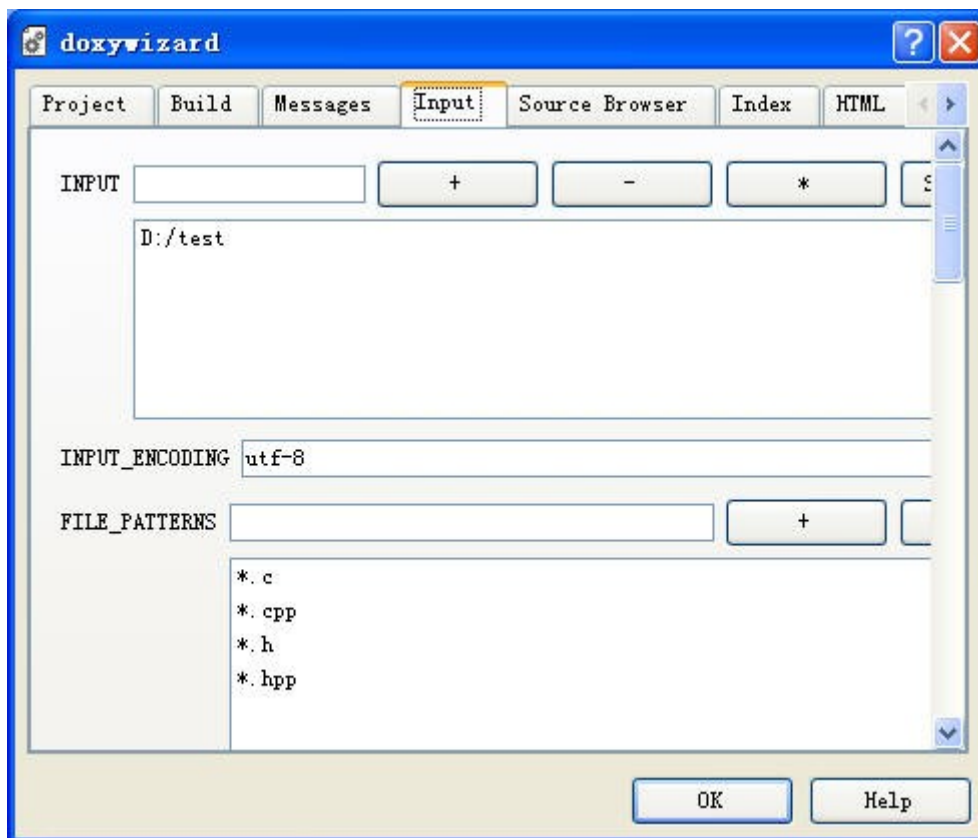 doxywizard
Project Build Messages Input Source Browser Index HTML
INPUT + - * S
D:/test
INPUT_ENCODING utf-8
FILE_PATTERNS +
*.c
*.cpp
*.h
*.hpp
OK Help